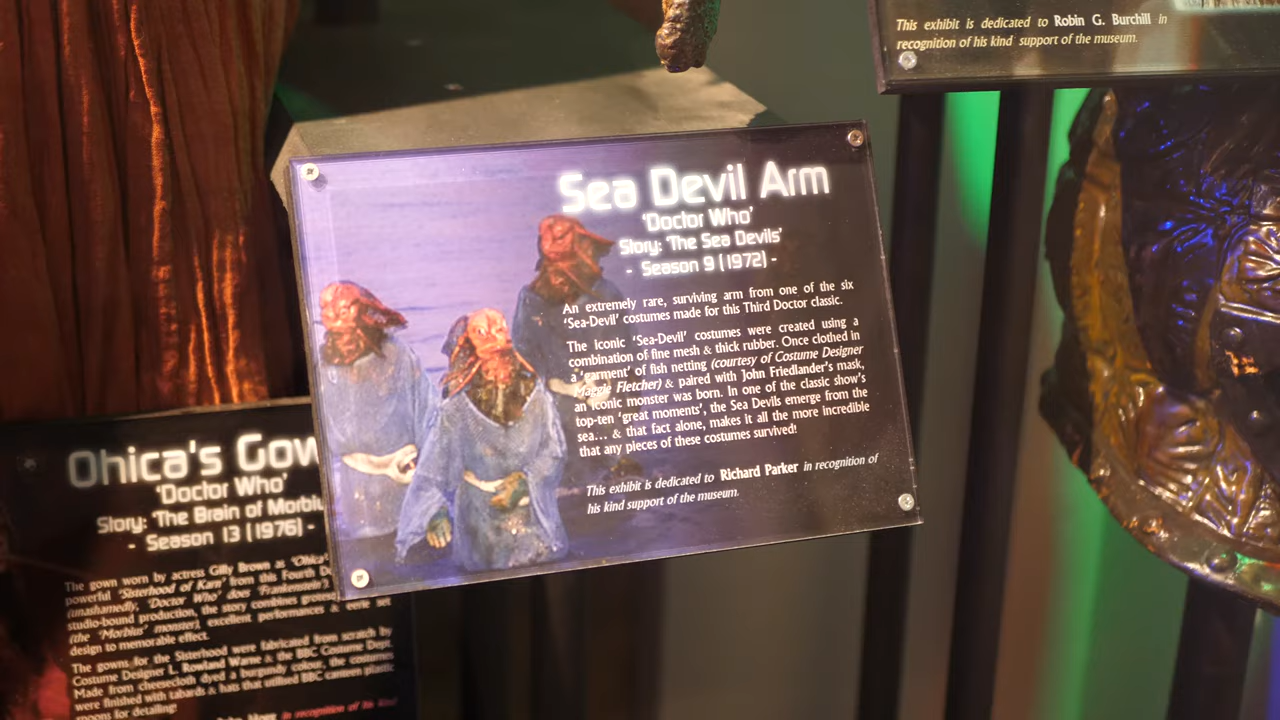 This exhibit is dedicated to Robin G. Burchill in
recognition of his kind support of the museum.
Sea Devil Arm
'Doctor Who'
Story: 'The Sea Devils'
- Season 9 (1972) -
An extremely rare, surviving arm from one of the six
'Sea-Devil' costumes made for this Third Doctor classic.
The iconic 'Sea-Devil' costumes were created using a
combination of fine mesh & thick rubber. Once clothed in
a 'garment' of fish netting (courtesy of Costume Designer
Maggie Fletcher) & paired with John Friedlander's mask,
an iconic monster was born. In one of the classic show's
top-ten 'great moments', the Sea Devils emerge from the
sea... & that fact alone, makes it all the more incredible
that any pieces of these costumes survived!
This exhibit is dedicated to Richard Parker in recognition of
his kind support of the museum.
Ohica's Gow
'Doctor Who'
Story: 'The Brain of Morbiu
- Season 13 (1976) -
The gown worn by actress Gilly Brown as 'Ohica'
powerful 'Sisterhood of Karn' from this Fourth D
(unashamedly, 'Doctor Who' does 'Frankenstein')
studio-bound production, the story combines grotes
(the 'Morbius' monster), excellent performances & eerie set
design to memorable effect.
The gowns for the Sisterhood were fabricated from scratch by
Costume Designer L. Rowland Warne & the BBC Costume Dept.
Made from cheesecloth dyed a burgundy colour, the costumes
were finished with tabards & hats that utilised BBC canteen plastic
spoons for detailing!
in recognition of his kind